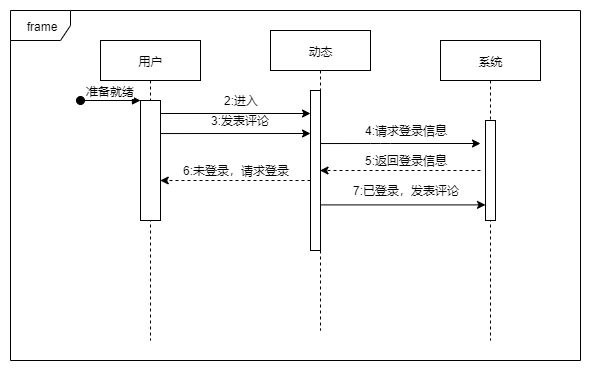 frame
用户
动态
系统
准备就绪
2:进入
3:发表评论
4:请求登录信息
5:返回登录信息
6:未登录，请求登录
7:已登录，发表评论